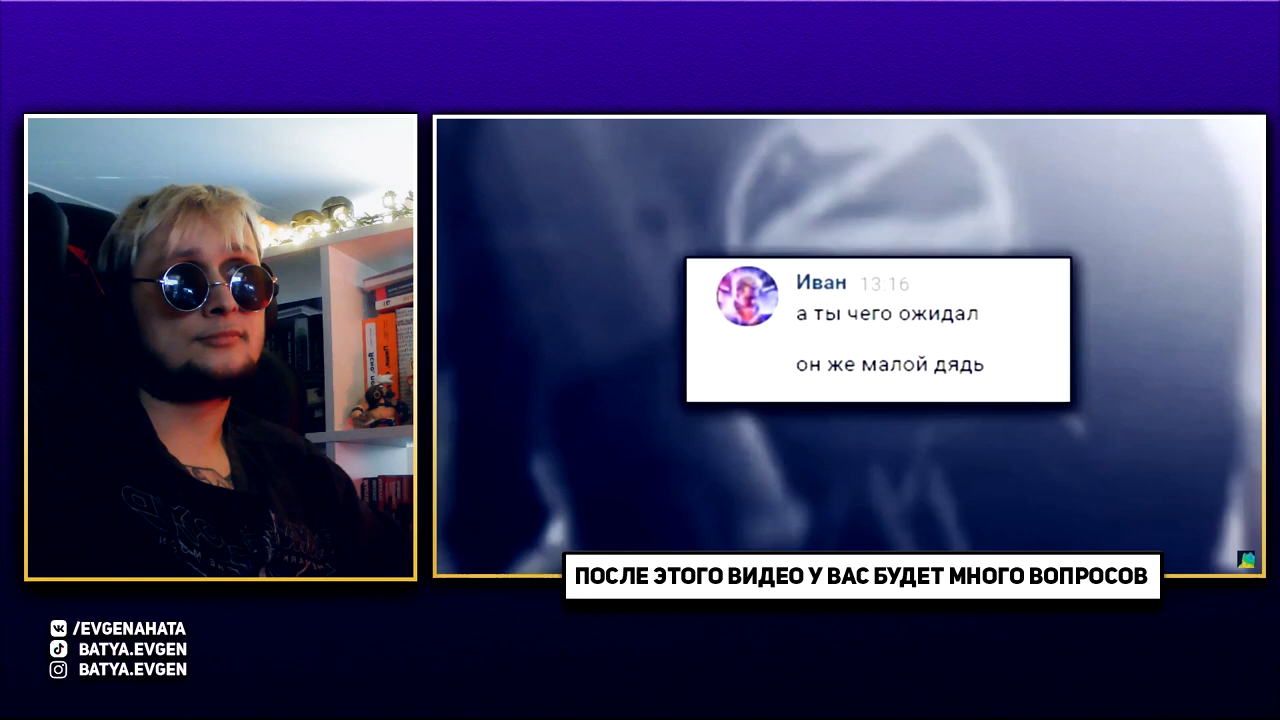 Иван 13:16
а ты чего ожидал
он же малой дядь
ПОСЛЕ ЭТОГО ВИДЕО У ВАС БУДЕТ МНОГО ВОПРОСОВ
/EVGENAHATA
BATYA.EVGEN
BATYA.EVGEN